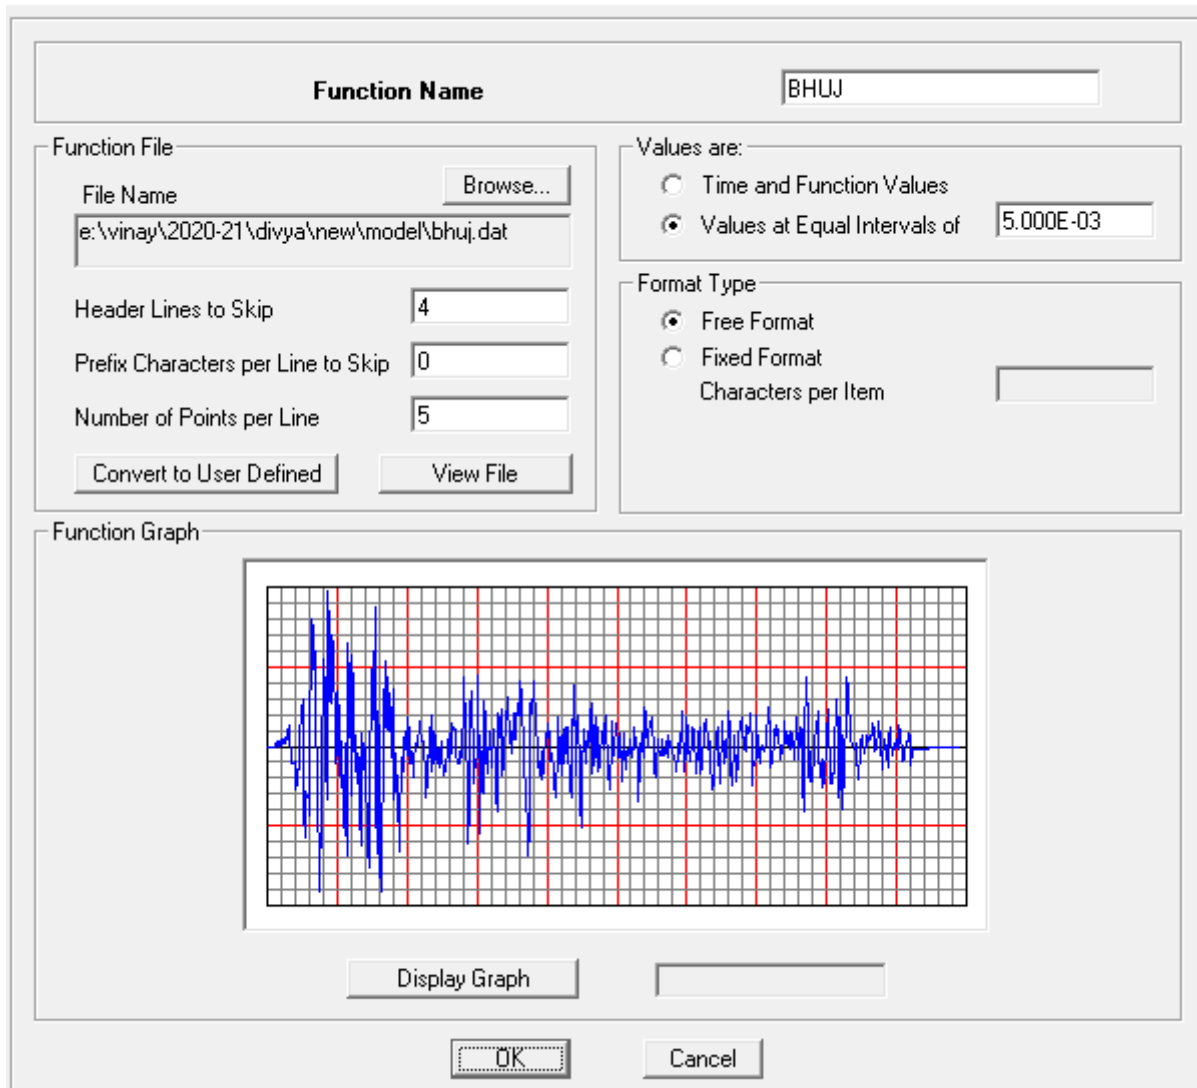 Function Name BHUJ
Function File
File Name Browse...
e:\vinay\2020-21\divya\new\model\bhuj.dat
Header Lines to Skip 4
Prefix Characters per Line to Skip 0
Number of Points per Line 5
Convert to User Defined View File
Values are:
Time and Function Values
Values at Equal Intervals of 5.000E-03
Format Type
Free Format
Fixed Format
Characters per Item
Function Graph
Display Graph
OK Cancel